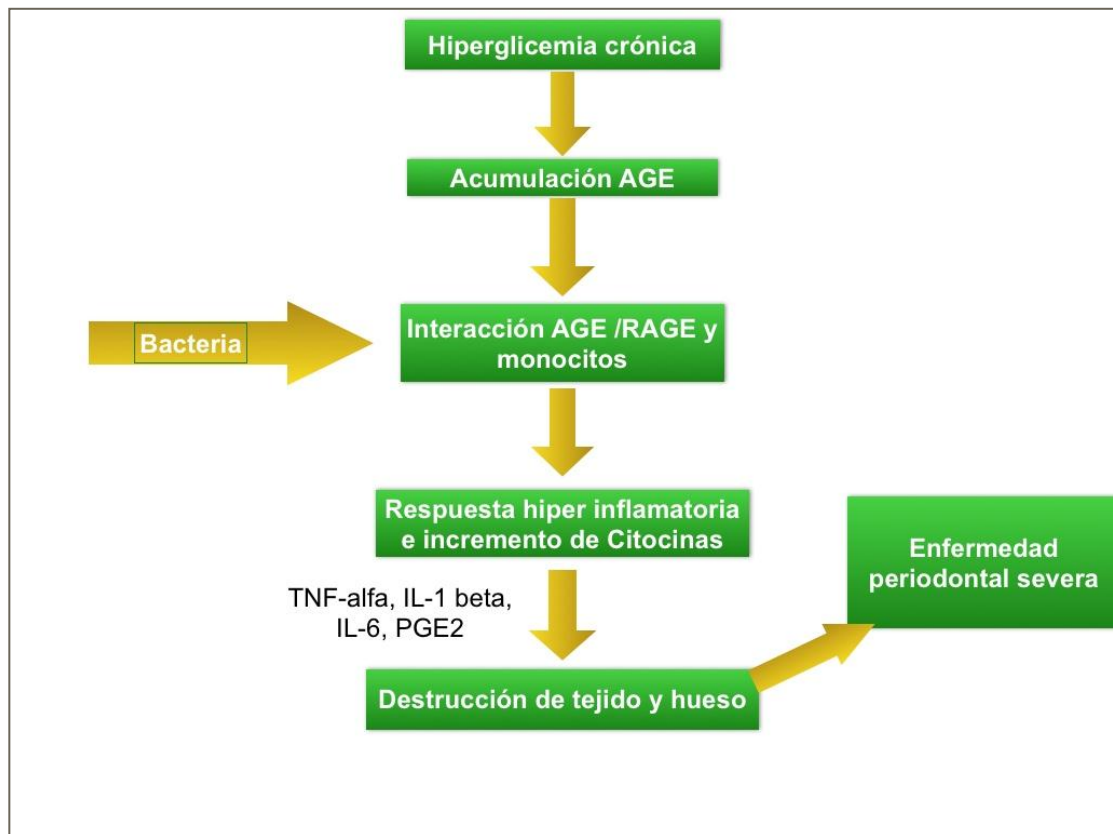 Hiperglicemia crónica
Acumulación AGE
Bacteria
Interacción AGE /RAGE y
monocitos
Respuesta hiper inflamatoria
e incremento de Citocinas
Enfermedad
periodontal severa
TNF-alfa, IL-1 beta,
IL-6, PGE2
Destrucción de tejido y hueso